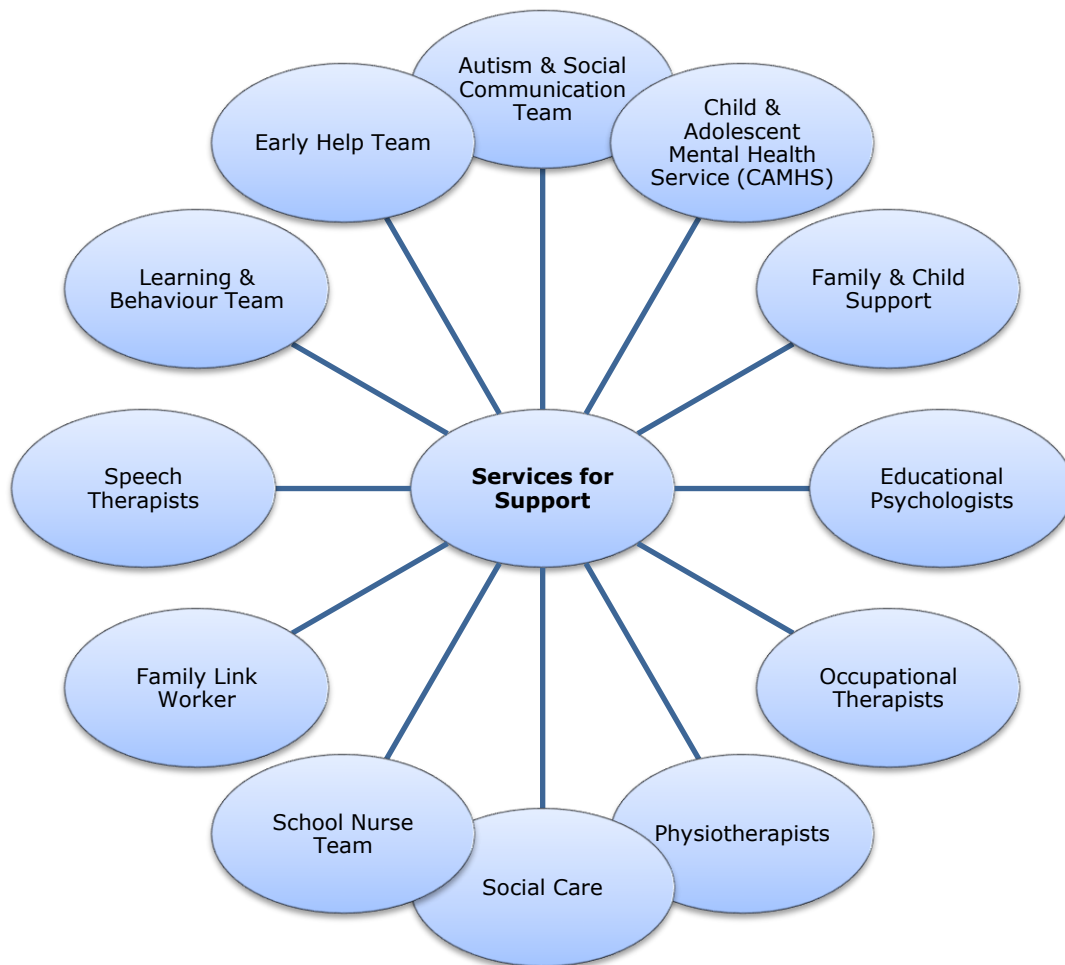 Autism & Social
Communication
Team
Child &
Adolescent
Mental Health
Service (CAMHS)
Family & Child
Support
Educational
Psychologists
Occupational
Therapists
Physiotherapists
Social Care
School Nurse
Team
Family Link
Worker
Speech
Therapists
Learning &
Behaviour Team
Early Help Team
Services for
Support